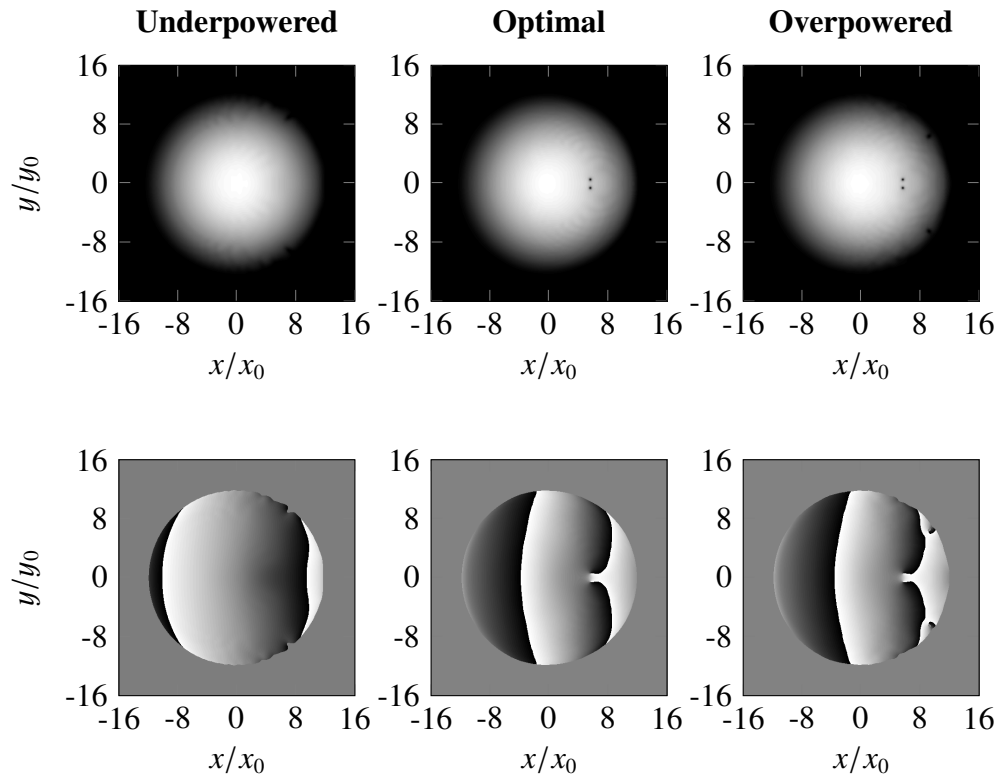 Underpowered Optimal Overpowered
16 16 16
8 8 8
y/y₀ 0 0 0
-8 -8 -8
-16 -16 -16
-16 -8 0 8 16 -16 -8 0 8 16 -16 -8 0 8 16
x/x₀ x/x₀ x/x₀
16 16 16
8 8 8
y/y₀ 0 0 0
-8 -8 -8
-16 -16 -16
-16 -8 0 8 16 -16 -8 0 8 16 -16 -8 0 8 16
x/x₀ x/x₀ x/x₀